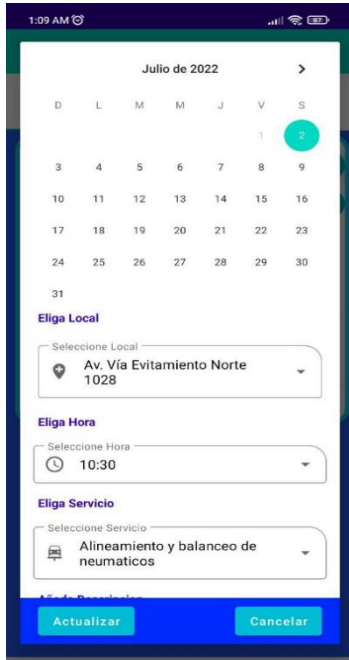 1:09 AM
Julio de 2022
D L M M J V S
1 2
3 4 5 6 7 8 9
10 11 12 13 14 15 16
17 18 19 20 21 22 23
24 25 26 27 28 29 30
31
Eliga Local
Seleccione Local
Av. Vía Evitamiento Norte
1028
Eliga Hora
Seleccione Hora
10:30
Eliga Servicio
Seleccione Servicio
Alineamiento y balanceo de
neumaticos
Actualizar Cancelar